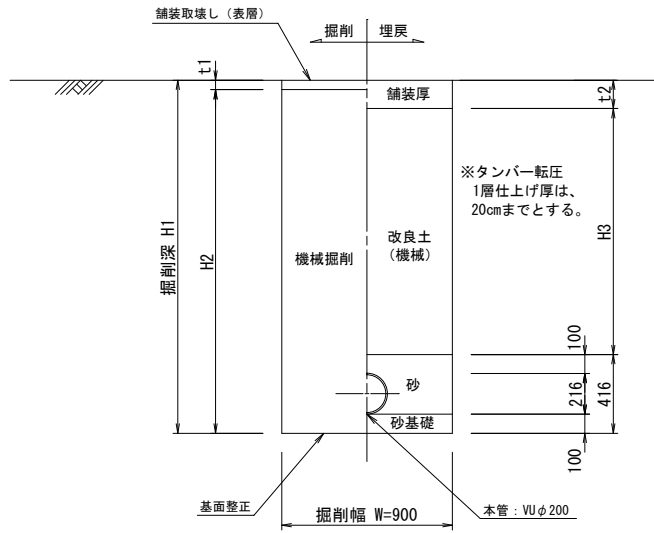 舗装取壊し（表層）
掘削 埋戻
t1
舗装厚
t2
※タンパー転圧
1層仕上げ厚は、
20cmまでとする。
掘削深 H1
H2
機械掘削
改良土
（機械）
H3
100
砂
216
416
砂基礎
100
基面整正
掘削幅 W=900
本管：VUφ200